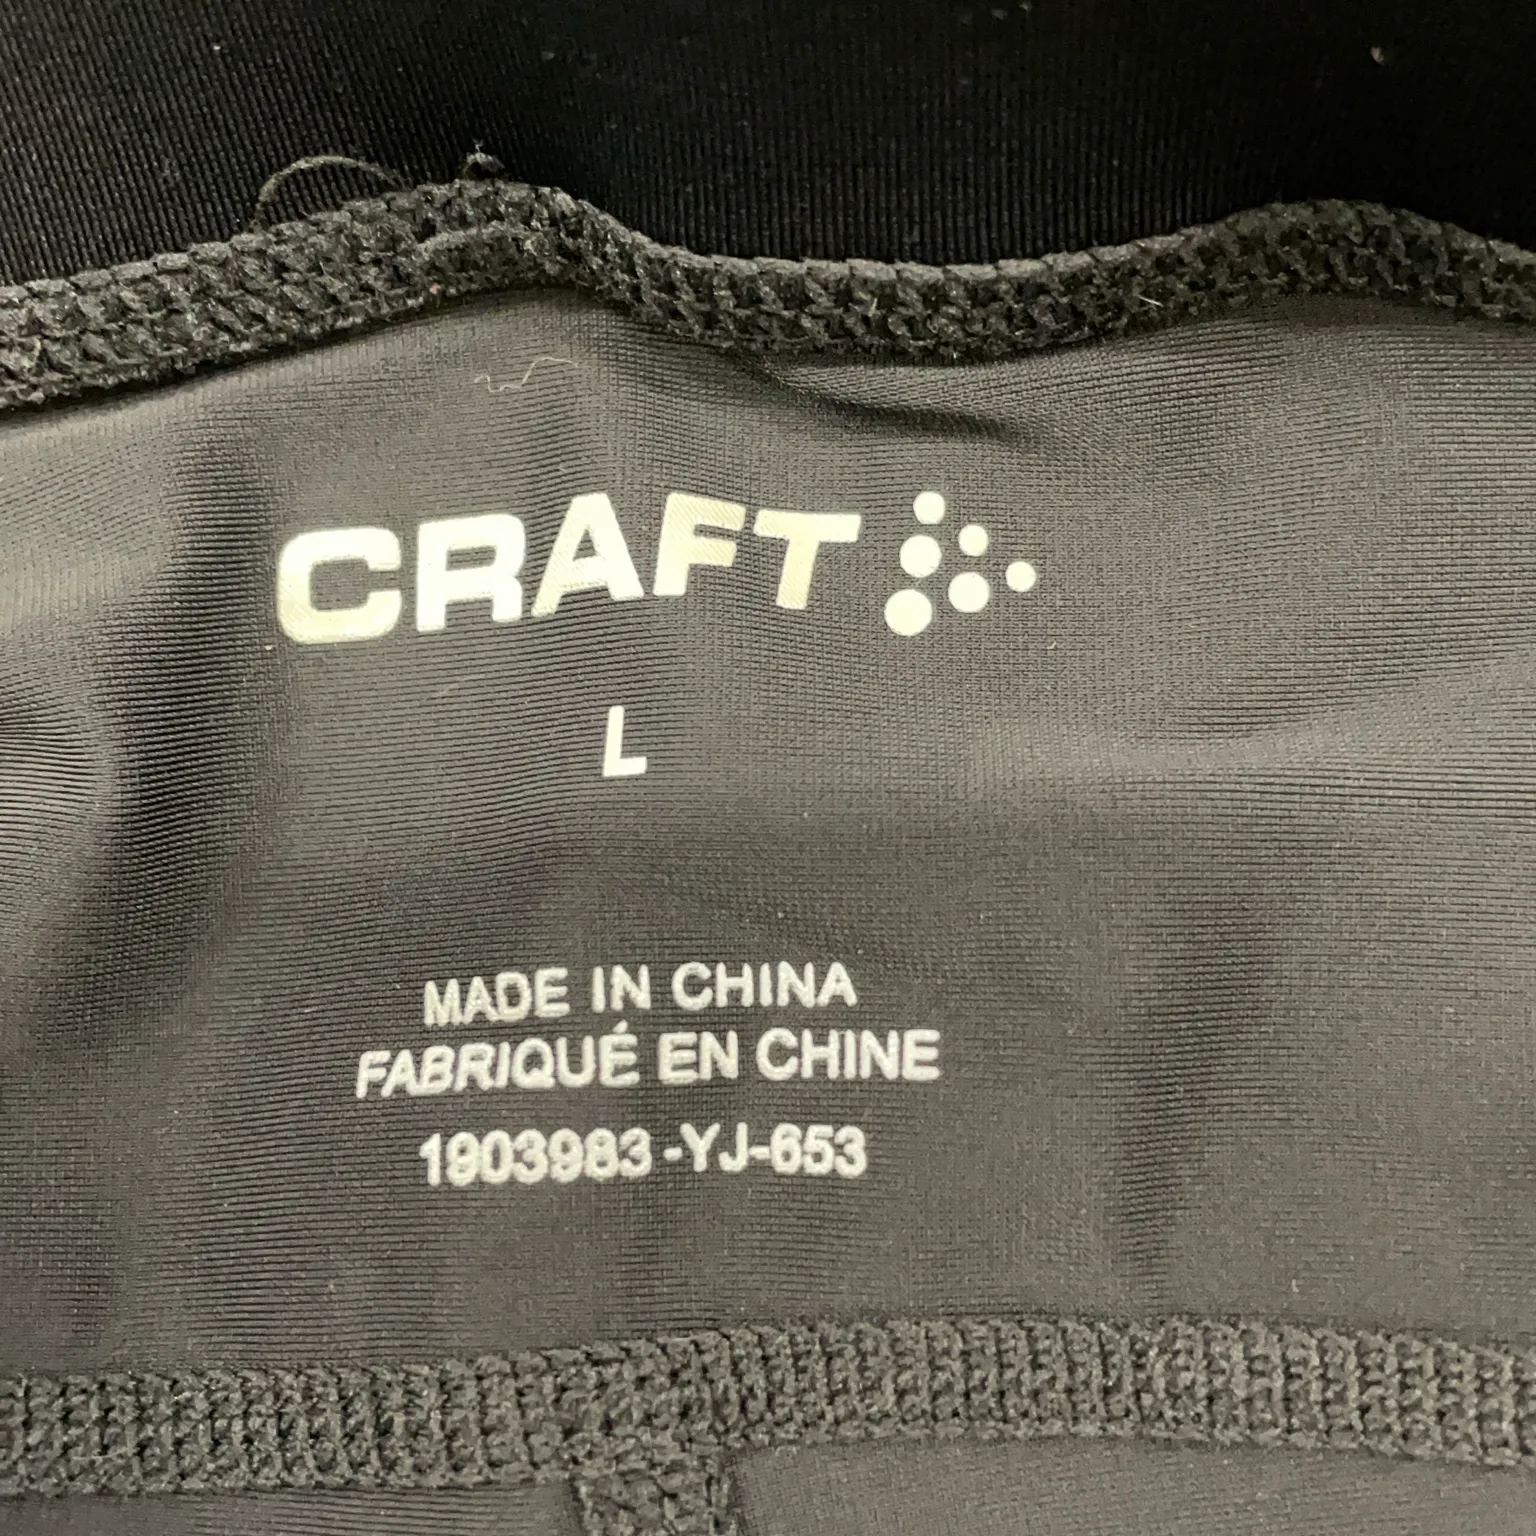 CRAFT
L
MADE IN CHINA
FABRIQUÉ EN CHINE
1903983-YJ-653